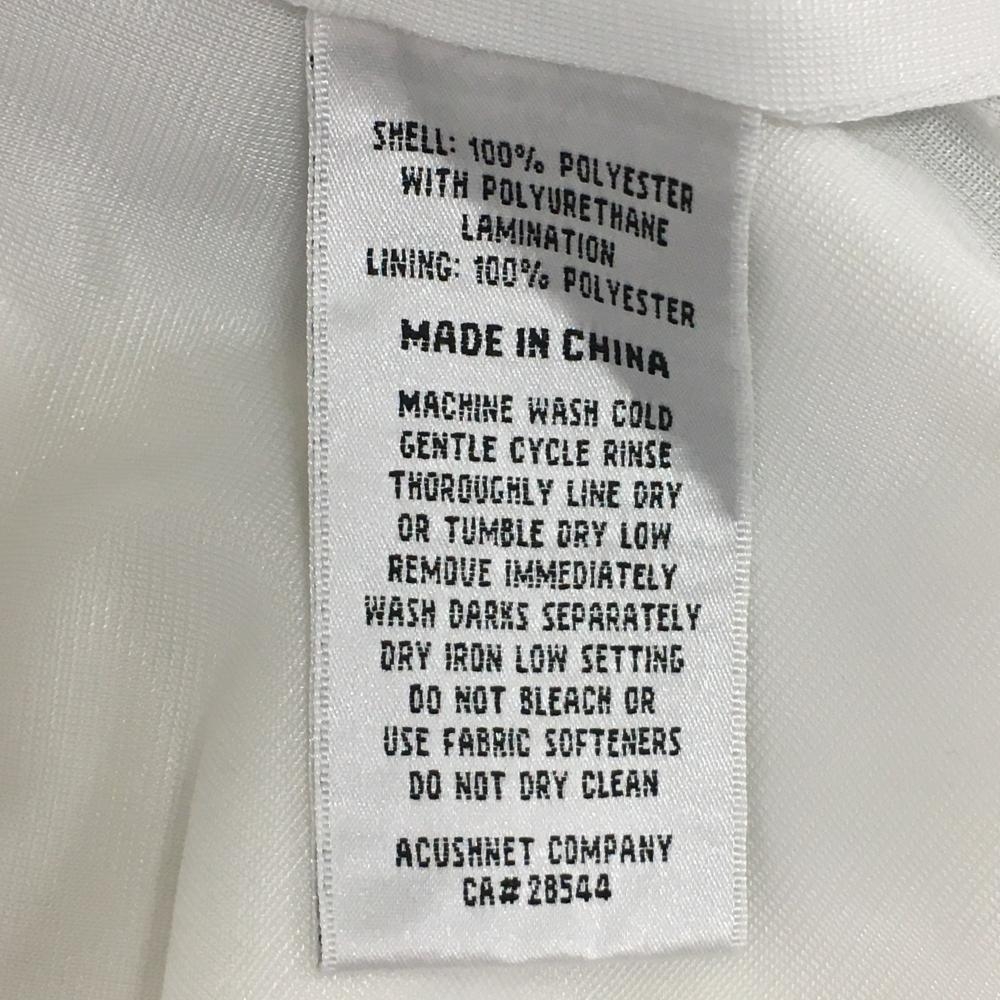 SHELL: 100% POLYESTER
WITH POLYURETHANE
LAMINATION
LINING: 100% POLYESTER
MADE IN CHINA
MACHINE WASH COLD
GENTLE CYCLE RINSE
THOROUGHLY LINE DRY
OR TUMBLE DRY LOW
REMOVE IMMEDIATELY
WASH DARKS SEPARATELY
DRY IRON LOW SETTING
DO NOT BLEACH OR
USE FABRIC SOFTENERS
DO NOT DRY CLEAN
ACUSHNET COMPANY
CA#28544